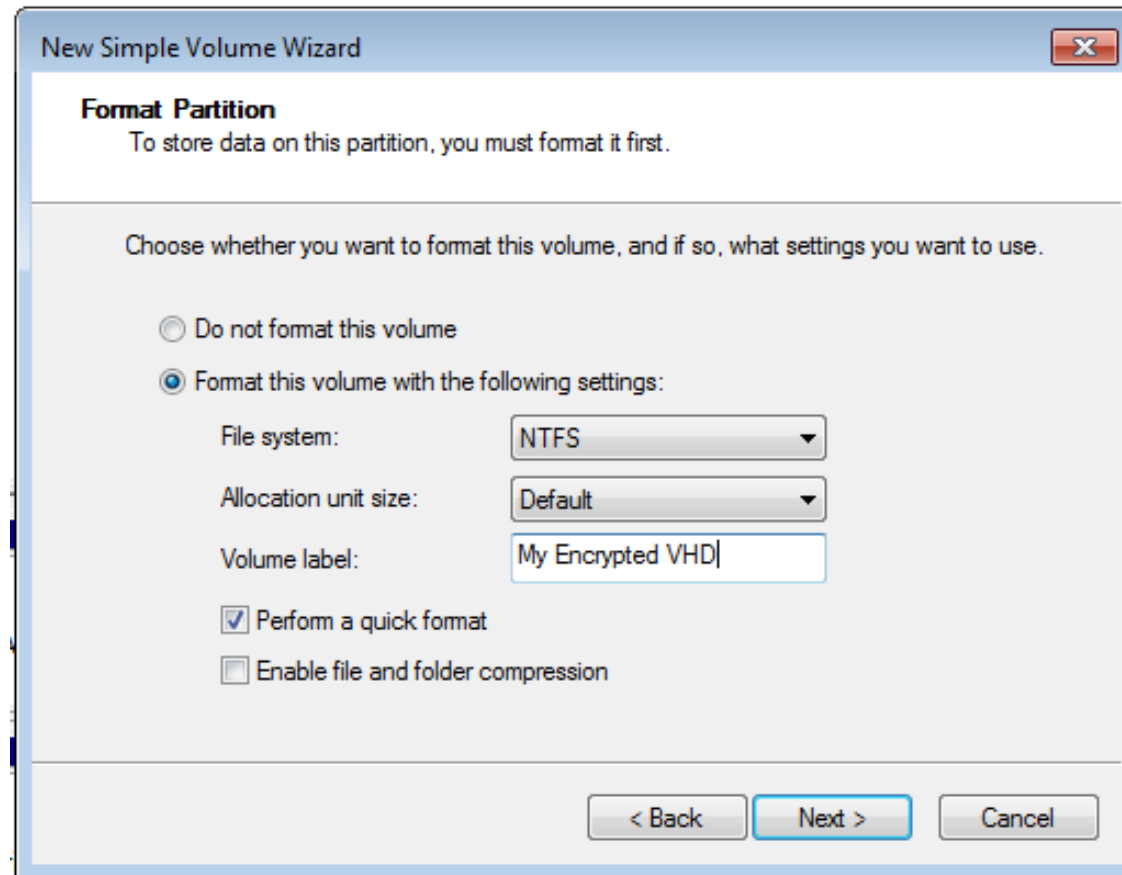 New Simple Volume Wizard
Format Partition
To store data on this partition, you must format it first.
Choose whether you want to format this volume, and if so, what settings you want to use.
Do not format this volume
Format this volume with the following settings:
File system: NTFS
Allocation unit size: Default
Volume label: My Encrypted VHD
Perform a quick format
Enable file and folder compression
< Back Next > Cancel